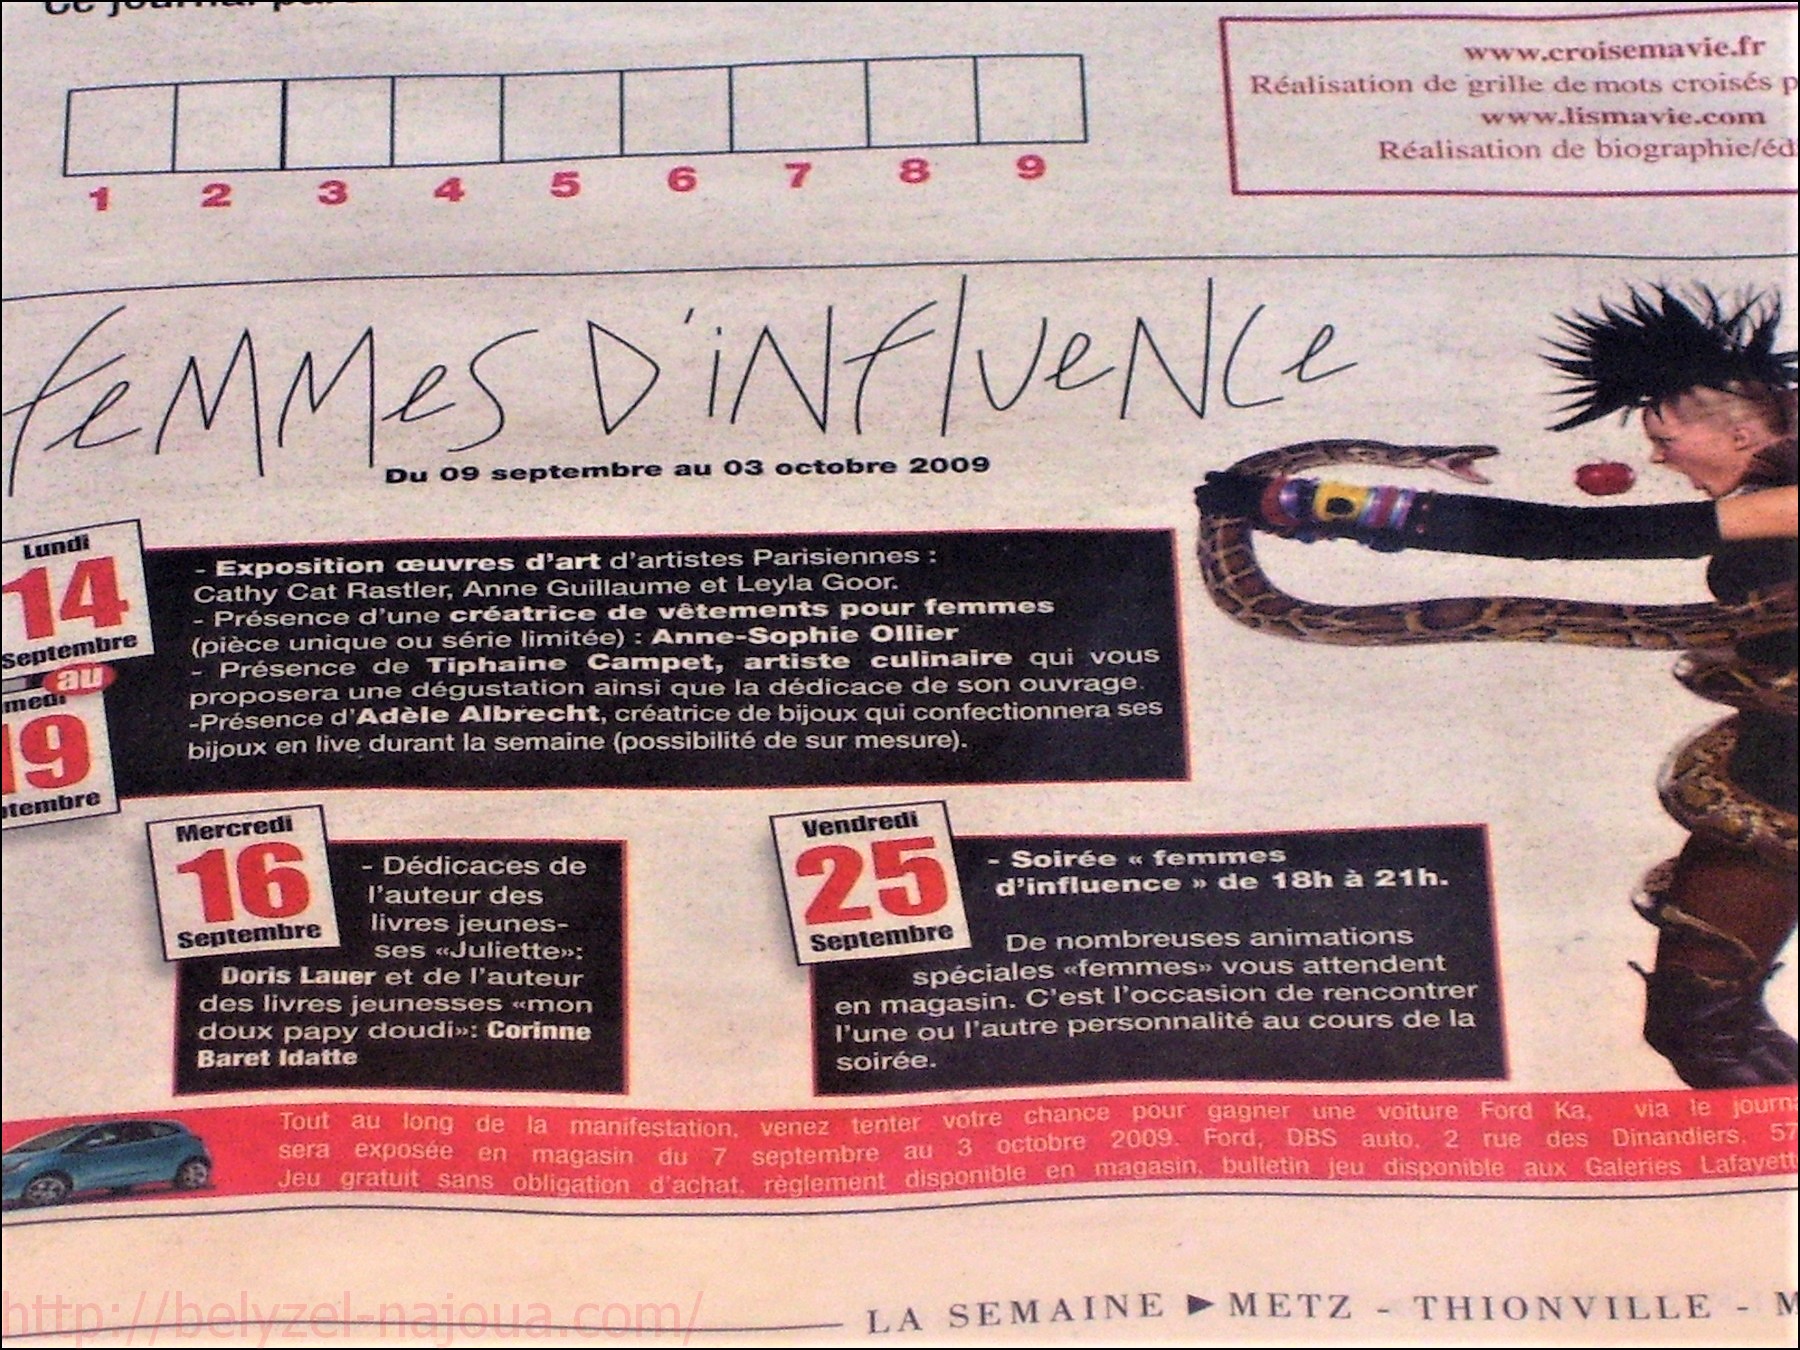 Ce journal
www.croisemavie.fr
Réalisation de grille de mots croisés
www.lismavie.com
Réalisation de biographie/éd
1 2 3 4 5 6 7 8 9
FeMMeS D'iNFlueNCe
Du 09 septembre au 03 octobre 2009
Lundi
14
Septembre
au
medi
19
ptembre
- Exposition œuvres d'art d'artistes Parisiennes :
Cathy Cat Rastler, Anne Guillaume et Leyla Goor.
- Présence d'une créatrice de vêtements pour femmes
(pièce unique ou série limitée) : Anne-Sophie Ollier
- Présence de Tiphaine Campet, artiste culinaire qui vous
proposera une dégustation ainsi que la dédicace de son ouvrage.
-Présence d'Adèle Albrecht, créatrice de bijoux qui confectionnera ses
bijoux en live durant la semaine (possibilité de sur mesure).
Mercredi
16
Septembre
- Dédicaces de
l'auteur des
livres jeunes-
ses «Juliette»:
Doris Lauer et de l'auteur
des livres jeunesses «mon
doux papy doudi»: Corinne
Baret Idatte
Vendredi
25
Septembre
- Soirée « femmes
d'influence » de 18h à 21h.
De nombreuses animations
spéciales «femmes» vous attendent
en magasin. C'est l'occasion de rencontrer
l'une ou l'autre personnalité au cours de la
soirée.
Tout au long de la manifestation, venez tenter votre chance pour gagner une voiture Ford Ka, via le journ
sera exposée en magasin du 7 septembre au 3 octobre 2009. Ford, DBS auto, 2 rue des Dinandiers, 57
Jeu gratuit sans obligation d'achat, règlement disponible en magasin, bulletin jeu disponible aux Galeries Lafayett
LA SEMAINE ▶ METZ - THIONVILLE - M
http://belyzel-najoua.com/